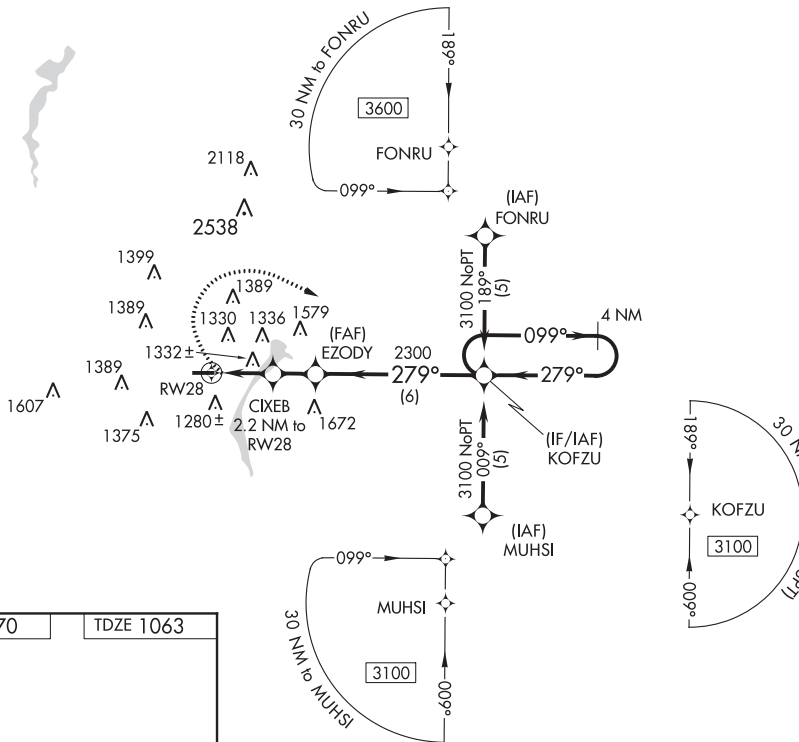 30 NM to FONRU
189°
3600
FONRU
099°
2118
2538
(IAF)
FONRU
3100 NoPT
189°
(5)
1399
1389
1389
1330
1336
1579
1332±
(FAF)
EZODY
2300
279°
(6)
099°
4 NM
279°
1389
RW28
CIXEB
2.2 NM to
RW28
1607
1375
1280±
1672
(IF/IAF)
KOFZU
3100 NoPT
009°
(5)
(IAF)
MUHSI
189°
30 N
KOFZU
3100
009°
099°
MUHSI
3100
009°
30 NM to MUHSI
70
TDZE 1063